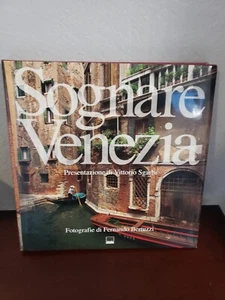 Sognare
Venezia
Presentazione di Vittorio Sgarbi
Fotografie di Fernando Bertuzzi